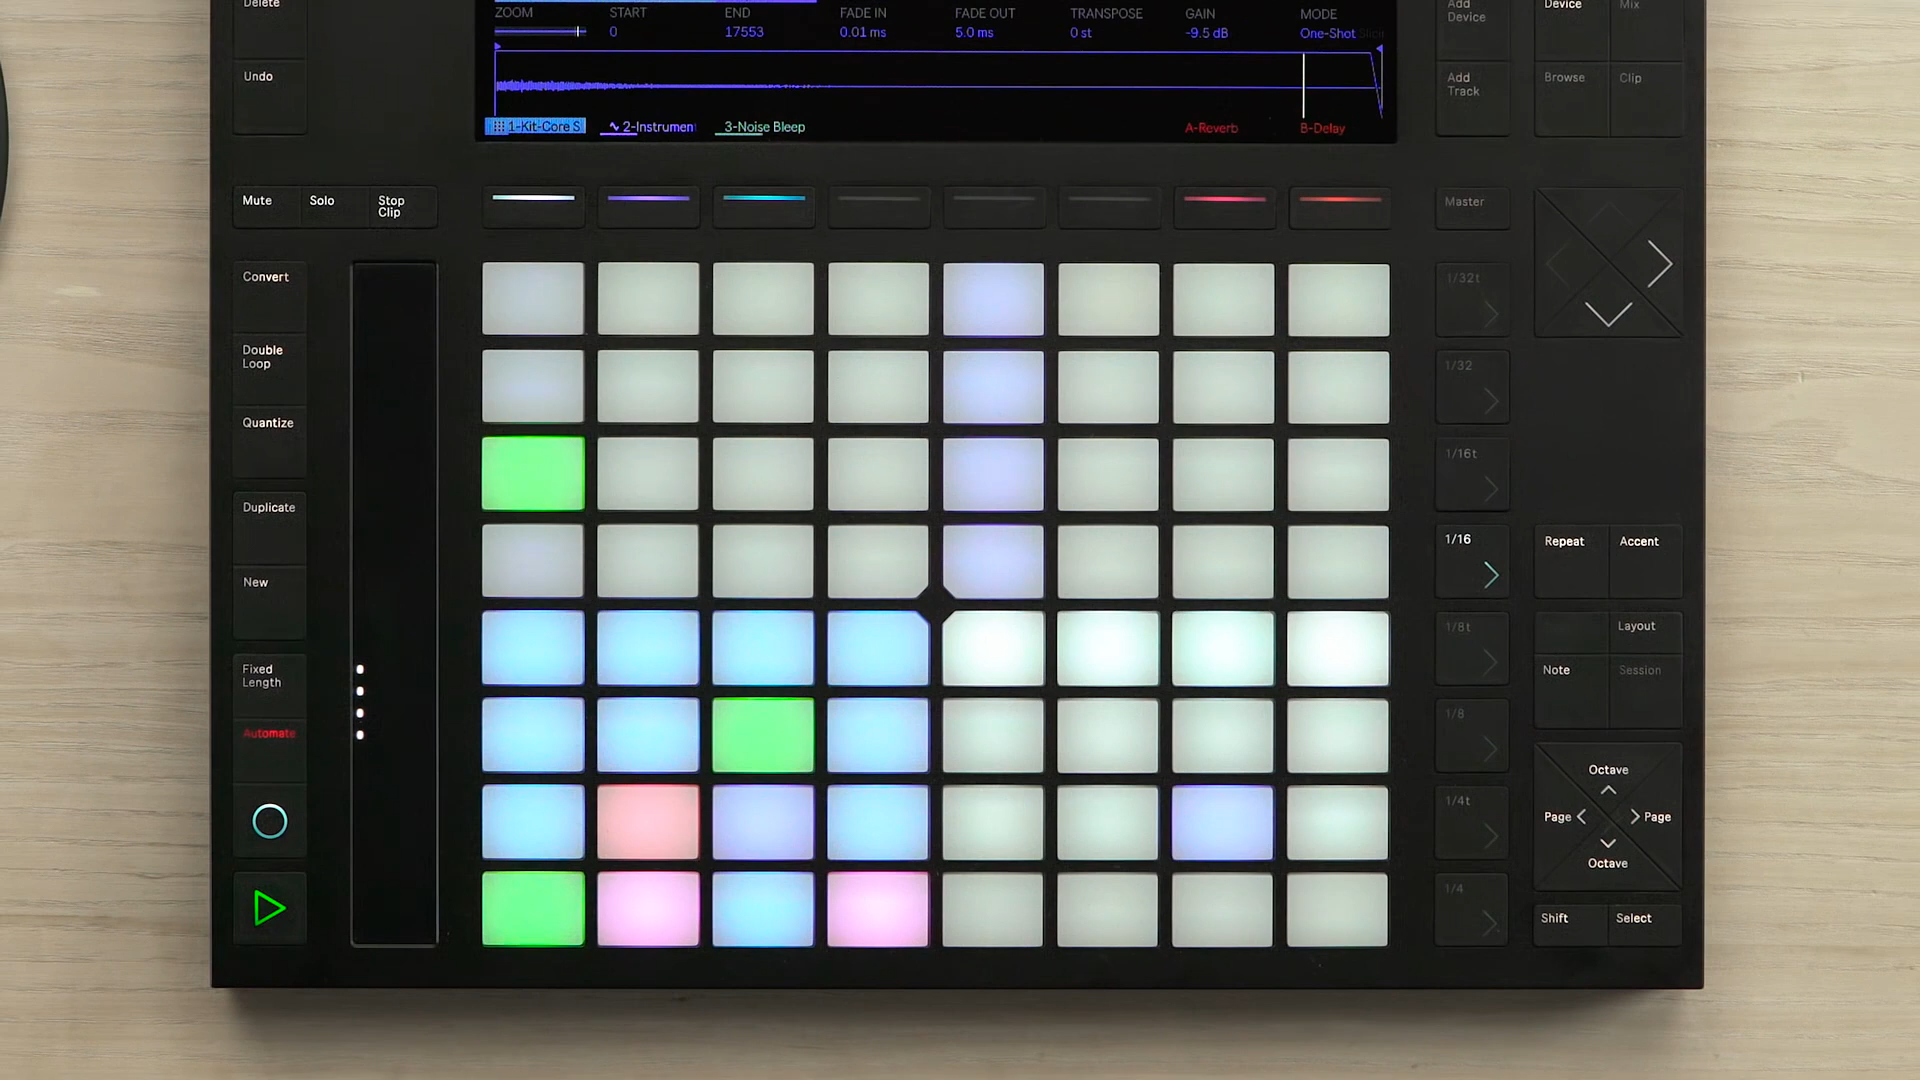 Delete
Undo
ZOOM
START
END
FADE IN
FADE OUT
TRANSPOSE
GAIN
MODE
0
17553
0.01 ms
5.0 ms
0 st
-9.5 dB
One-Shot
1-Kit-Core S
2-Instrumen
3-Noise Bleep
A-Reverb
B-Delay
Add
Device
Device
Mix
Add
Track
Browse
Clip
Mute
Solo
Stop
Clip
Master
Convert
Double
Loop
Quantize
Duplicate
New
Fixed
Length
Automate
1/32t
1/32
1/16t
1/16
1/8t
1/8
1/4t
1/4
Repeat
Accent
Layout
Note
Session
Octave
Page
Page
Octave
Shift
Select